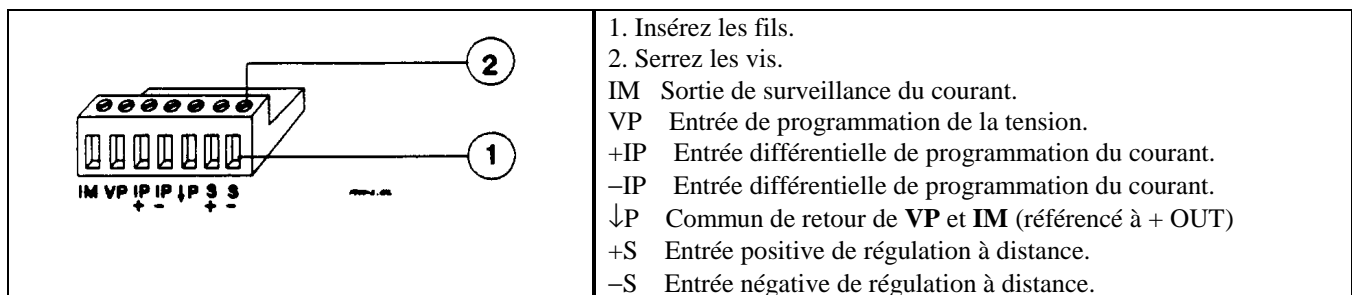 2
1
IM VP IP IP ↓P S S
+ − + −
1. Insérez les fils.
2. Serrez les vis.
IM Sortie de surveillance du courant.
VP Entrée de programmation de la tension.
+IP Entrée différentielle de programmation du courant.
−IP Entrée différentielle de programmation du courant.
↓P Commun de retour de VP et IM (référencé à + OUT)
+S Entrée positive de régulation à distance.
−S Entrée négative de régulation à distance.